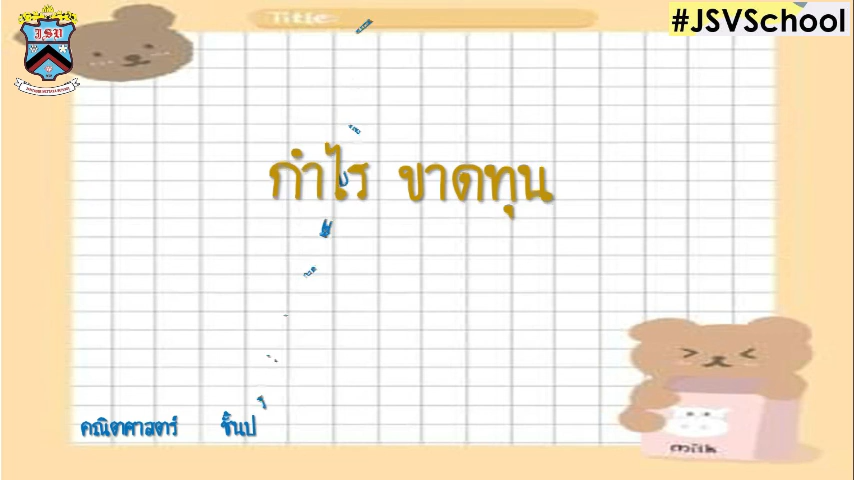 Title
#JSVSchool
J.S.V
กำไร ขาดทุน
คณิตศาสตร์ ชั้นป
milk